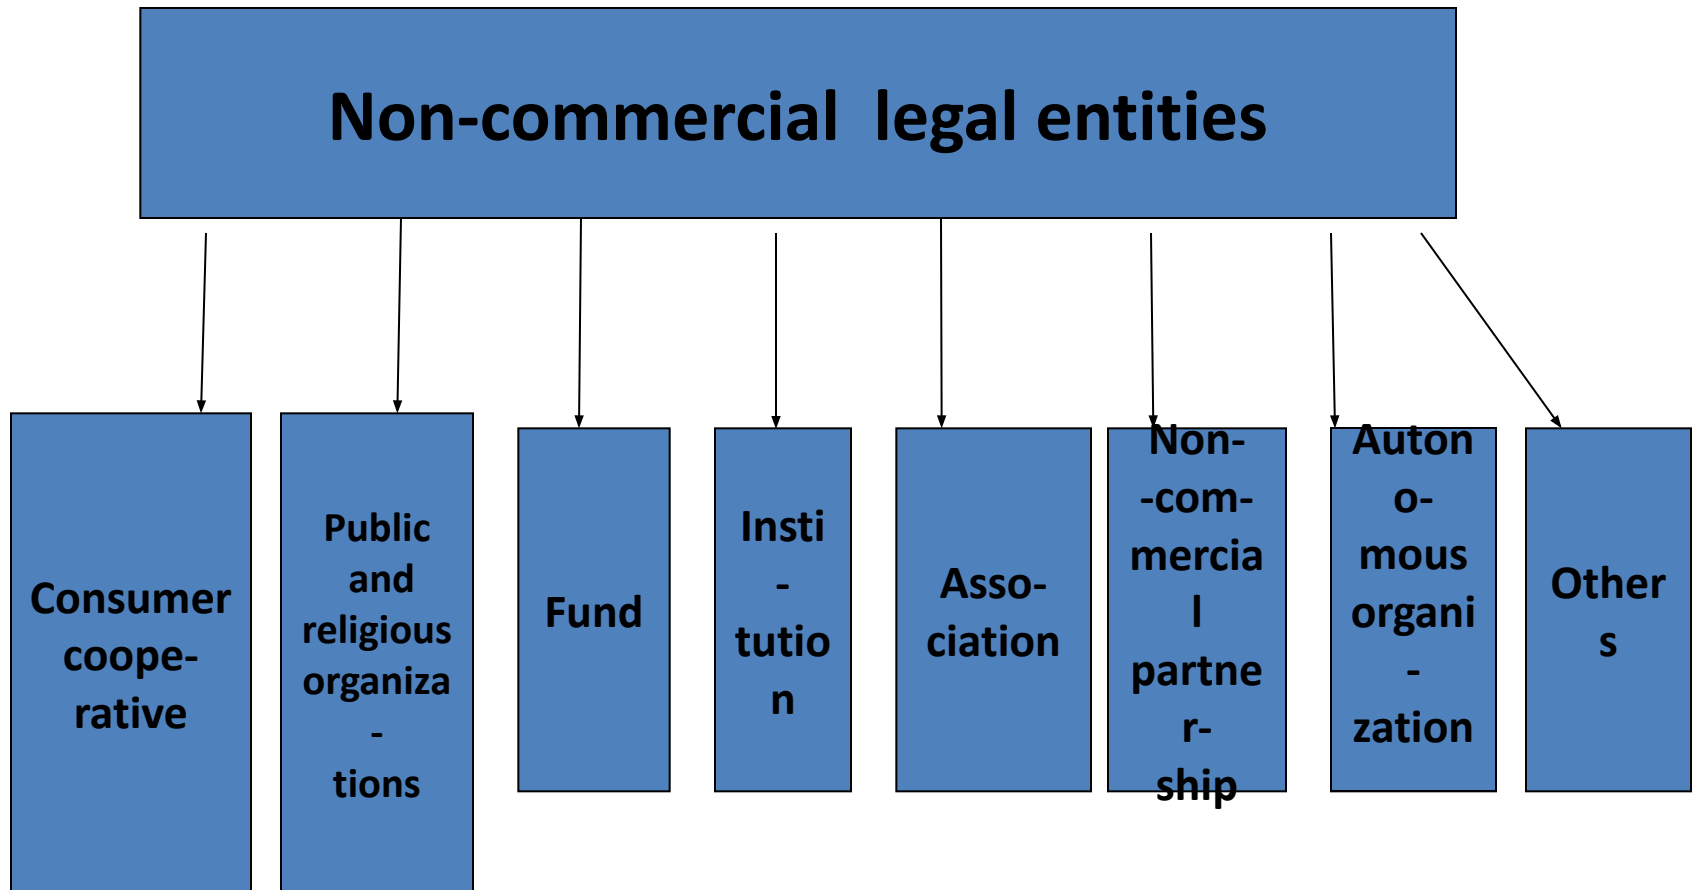 Non-commercial  legal entities
Consumer
coope-
rative
Public
and
religious
organiza
-
tions
Fund
Insti
-
tutio
n
Asso-
ciation
Non-
-com-
mercia
l
partne
r-
ship
Auton
o-
mous
organi
-
zation
Other
s